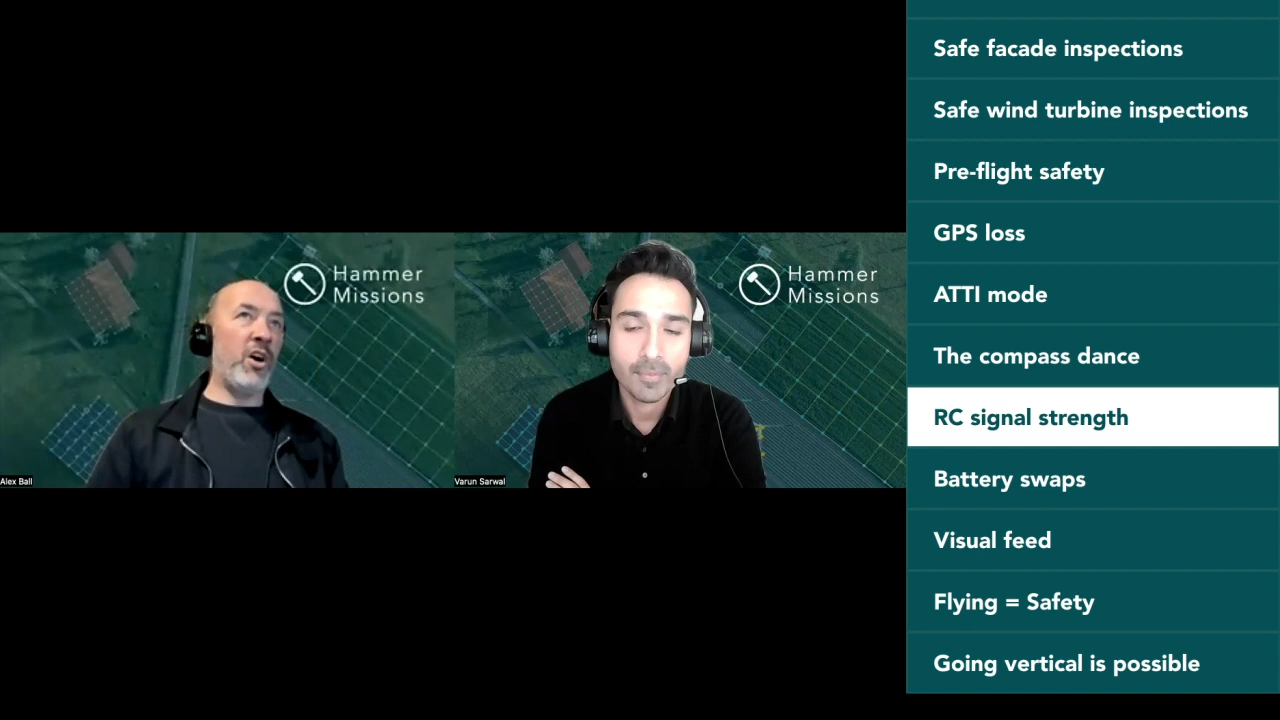 Hammer
Missions
Alex Ball
Hammer
Missions
Varun Sarwal
Safe facade inspections
Safe wind turbine inspections
Pre-flight safety
GPS loss
ATTI mode
The compass dance
RC signal strength
Battery swaps
Visual feed
Flying = Safety
Going vertical is possible